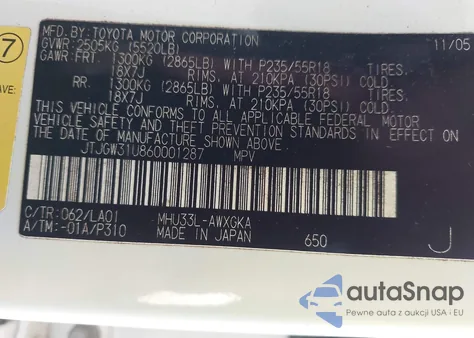 MFD.BY:TOYOTA MOTOR CORPORATION 11/05
GVWR:2505KG (5520LB)
GAWR:FRT. 1300KG (2865LB) WITH P235/55R18 TIRES,
18X7J RIMS, AT 210KPA (30PSI) COLD
RR. 1300KG (2865LB) WITH P235/55R18 TIRES,
18X7J RIMS, AT 210KPA (30PSI) COLD
THIS VEHICLE CONFORMS TO ALL APPLICABLE FEDERAL MOTOR
VEHICLE SAFETY AND THEFT PREVENTION STANDARDS IN EFFECT
ON THE DATE OF MANUFACTURE SHOWN ABOVE.
JTJGW31U860001287 MPV
C/TR:062/LA01 MHU33L-AWXGKA
A/TM:-01A/P310 MADE IN JAPAN 650 J
7
AVE:
autoSnap
Pewne auta z aukcji USA i EU